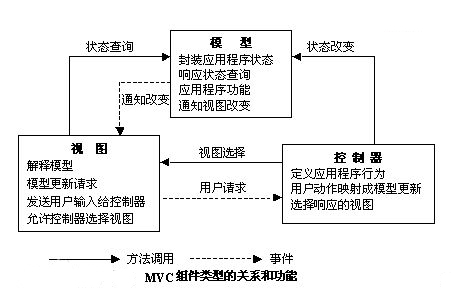 模 型
封装应用程序状态
响应状态查询
应用程序功能
通知视图改变
状态查询
状态改变
通知改变
视 图
解释模型
模型更新请求
发送用户输入给控制器
允许控制器选择视图
视图选择
用户请求
控 制 器
定义应用程序行为
用户动作映射成模型更新
选择响应的视图
方法调用
事件
MVC 组件类型的关系和功能